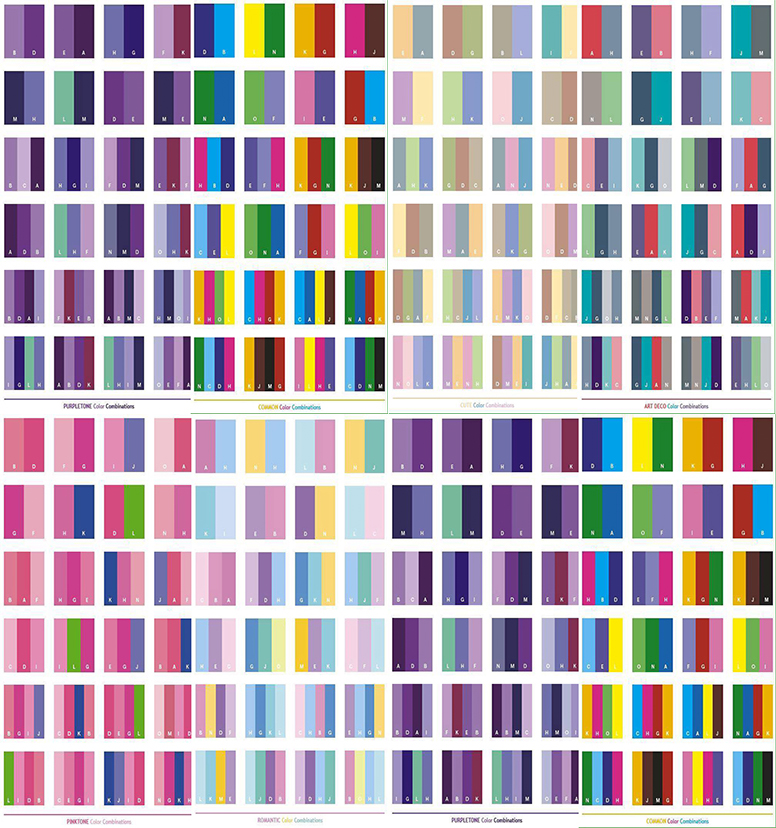 B D E A H G F K D B N K G H J A O G B L A H E B H F J M
M H L M D E M E N A O F I E G B M I H K O J C D N L G J E I K C
B C A H G I F D M E K F H B D E F H K G N K J M A H K G D C A N J E I K G O L M D F A G
A D B L H F N M D O H K C E L O N A F G I L O I D N M A I C K G L G H E A K J G C A D F
B D A I F K E B A B M C H M O I K H O L C H G K C A L J N A G K H C J L J G D H M N G L D B E F M A K J
I G L H A B D K L H I M O E F A N C D H K J M G I L H E C D N M L K J H A H D K C G J A N M N J D E H L O
PURPLETONE Color Combinations COMMON Color Combinations CUTE Color Combinations ART DECO Color Combinations
B D F G I J O A A H K H L B J B D E A H G F K D B N K G H J
G F H K D L N H K I E B D L C M H L M D E M E N A O F I E G B
B A F H G E K H N J A F B A F D H G K N H J F B C A H G I F D M E K F H B D E F H K G N K J M
C D I I L G E G J B A K H E G J M E K F L A D B L H F N M D O H K C E O N A F G I L O I
B G I J C D K B D E G L O M I D B N D F H G K L C H B G E H G K B D A I F K E B A B M C H M O I K H O L C H G K C A L J N A G K
L I D B C E G I K J I D N G K H L K M E L J D B F D H J I G L H A B D K L H I M O E F A N C D H K J M G I L H E C D N M
PINKTONE Color Combinations ROMANTIC Color Combinations PURPLETONE Color Combinations COMMON Color Combinations